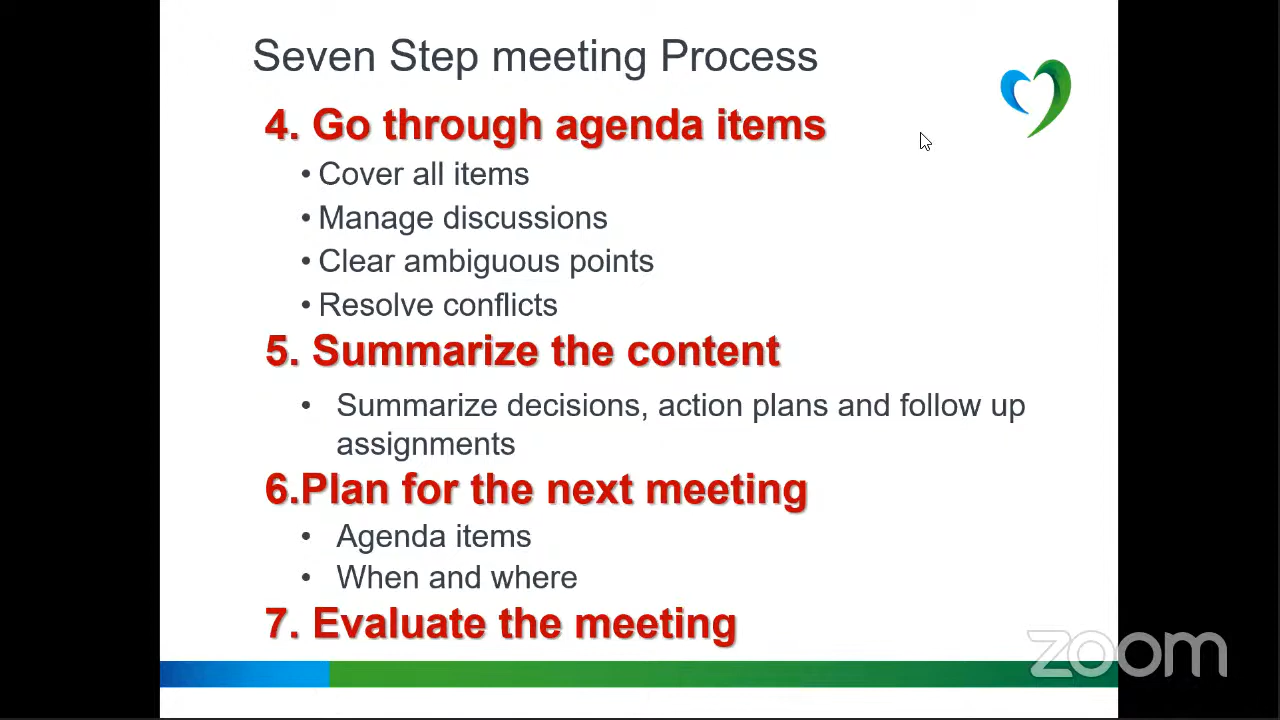 Seven Step meeting Process
4. Go through agenda items
• Cover all items
• Manage discussions
• Clear ambiguous points
• Resolve conflicts
5. Summarize the content
• Summarize decisions, action plans and follow up
assignments
6.Plan for the next meeting
• Agenda items
• When and where
7. Evaluate the meeting
zoom